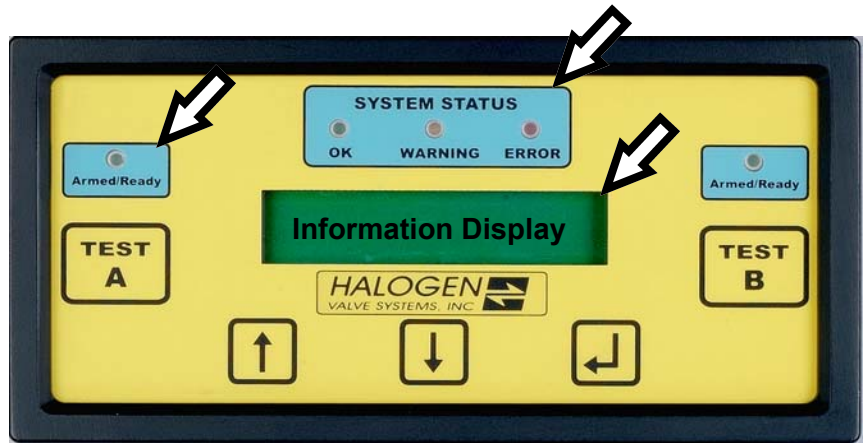 SYSTEM STATUS
OK WARNING ERROR
Armed/Ready
Armed/Ready
Information Display
TEST
A
TEST
B
HALOGEN
VALVE SYSTEMS, INC